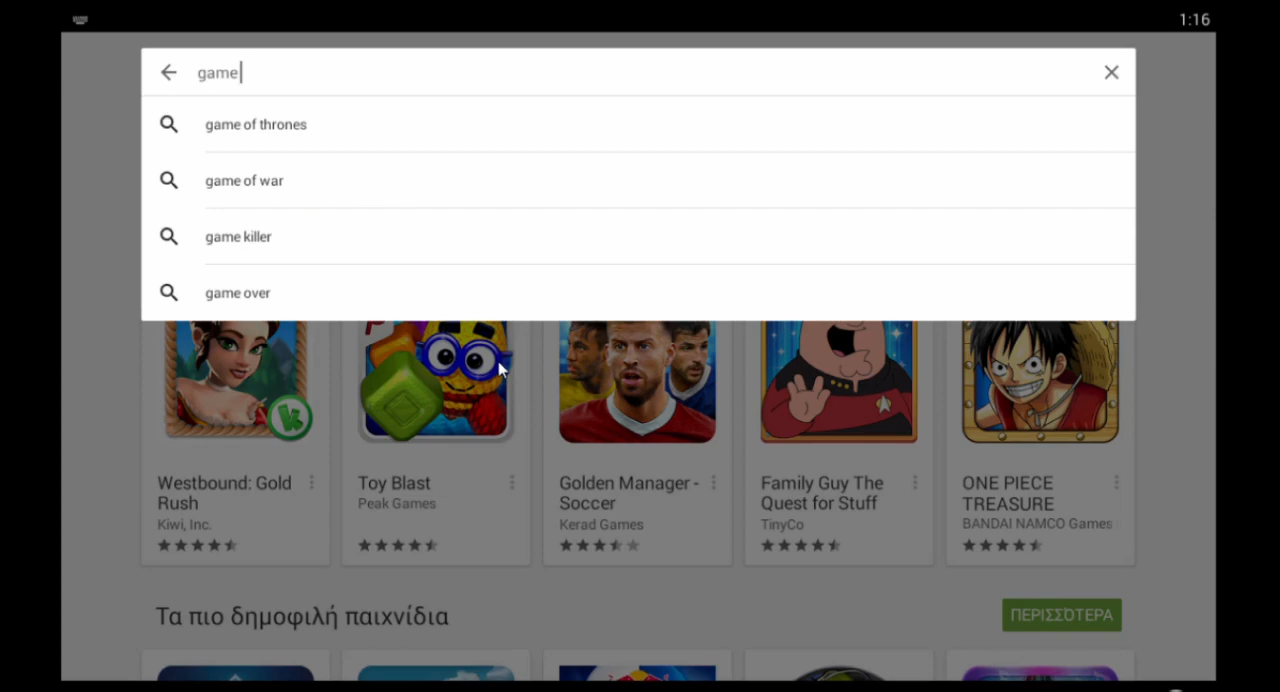 1:16
game
game of thrones
game of war
game killer
game over
Westbound: Gold
Rush
Kiwi, Inc.
Toy Blast
Peak Games
Golden Manager -
Soccer
Kerad Games
Family Guy The
Quest for Stuff
TinyCo
ONE PIECE
TREASURE
BANDAI NAMCO Games
Τα πιο δημοφιλή παιχνίδια
ΠΕΡΙΣΣΌΤΕΡΑ